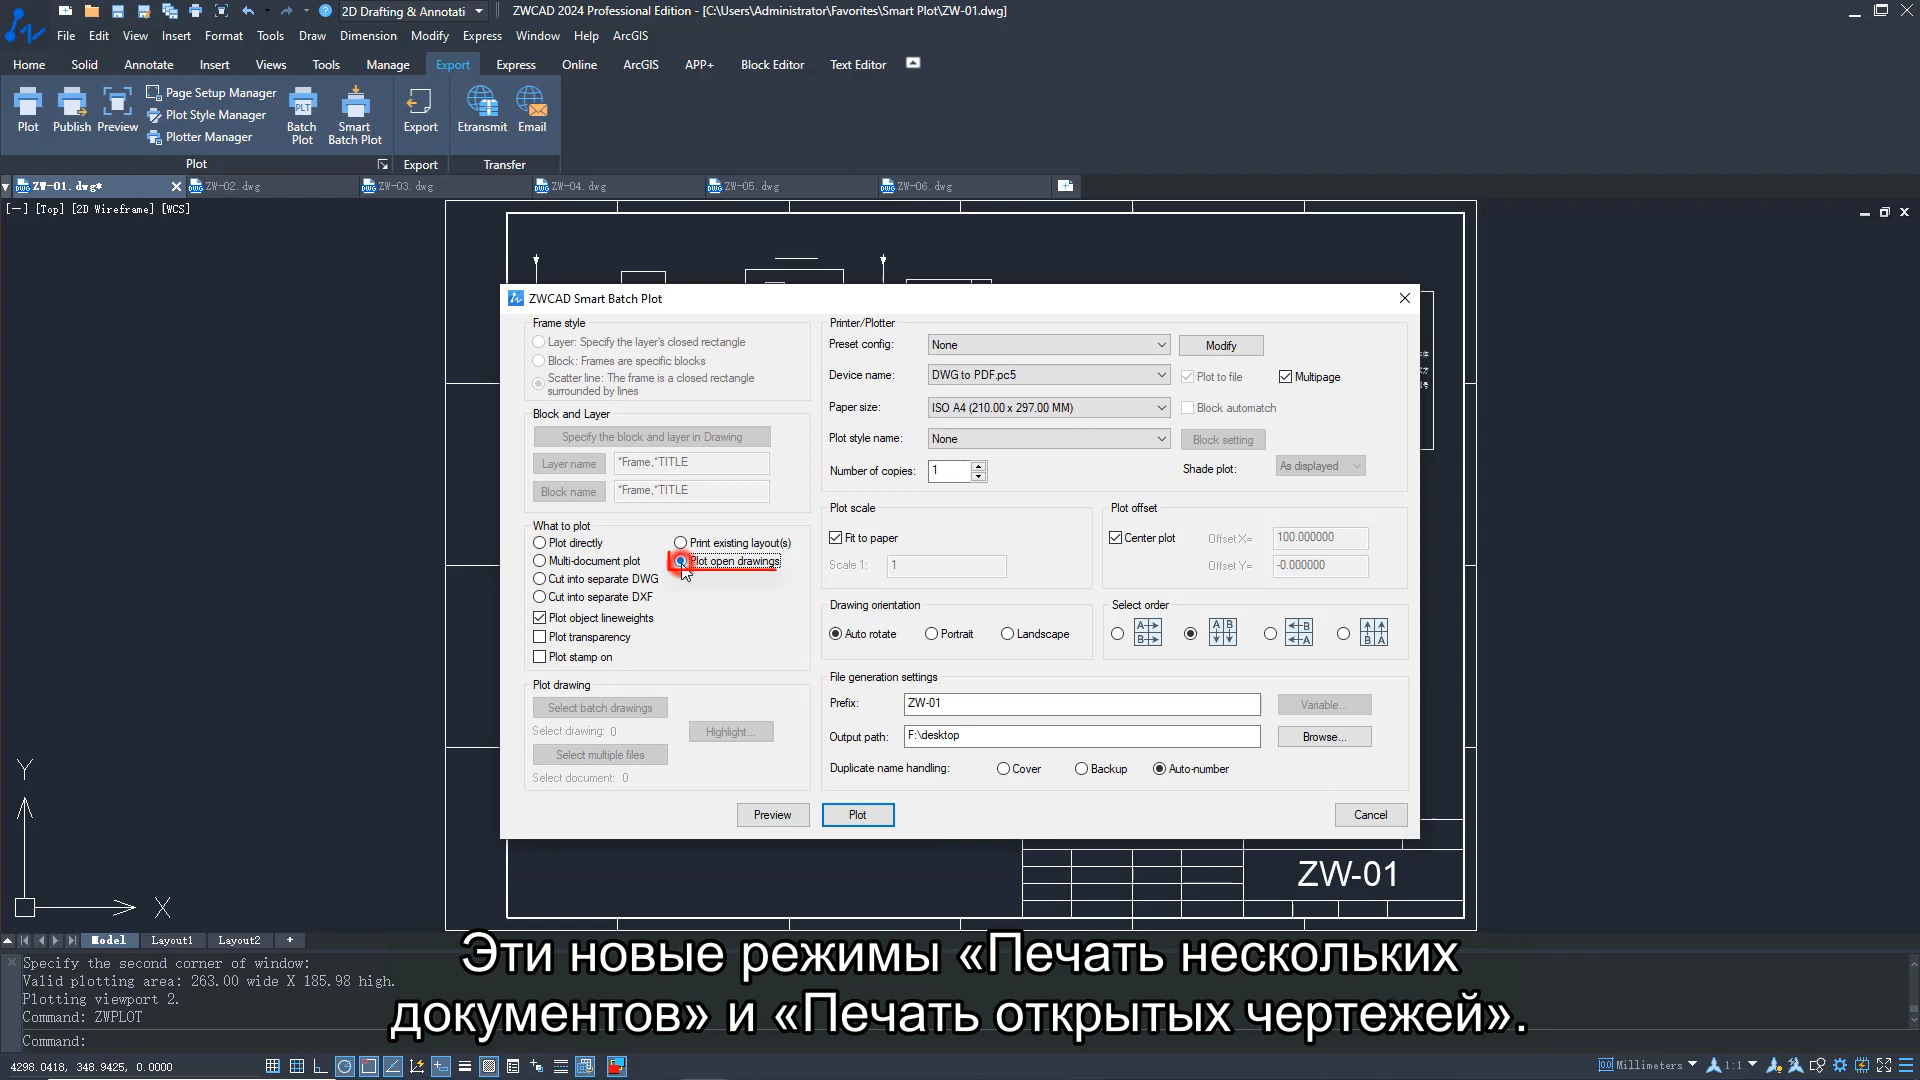 2D Drafting & Annotati
ZWCAD 2024 Professional Edition - [C:\Users\Administrator\Favorites\Smart Plot\ZW-01.dwg]
File Edit View Insert Format Tools Draw Dimension Modify Express Window Help ArcGIS
Home Solid Annotate Insert Views Tools Manage Export Express Online ArcGIS APP+ Block Editor Text Editor
Plot Publish Preview
Page Setup Manager
Plot Style Manager
Plotter Manager
PLT
Batch Plot
Smart Batch Plot
Export
Etransmit Email
Plot Export Transfer
ZW-01.dwg* ZW-02.dwg ZW-03.dwg ZW-04.dwg ZW-05.dwg ZW-06.dwg
[—] [Top] [2D Wireframe] [WCS]
ZWCAD Smart Batch Plot
Frame style
Layer: Specify the layer's closed rectangle
Block: Frames are specific blocks
Scatter line: The frame is a closed rectangle
surrounded by lines
Block and Layer
Specify the block and layer in Drawing
Layer name *Frame,*TITLE
Block name *Frame,*TITLE
What to plot
Plot directly Print existing layout(s)
Multi-document plot Plot open drawings
Cut into separate DWG
Cut into separate DXF
Plot object lineweights
Plot transparency
Plot stamp on
Plot drawing
Select batch drawings
Select drawing: 0 Highlight...
Select multiple files
Select document: 0
Printer/Plotter
Preset config: None Modify
Device name: DWG to PDF.pc5 Plot to file Multipage
Paper size: ISO A4 (210.00 x 297.00 MM) Block automatch
Plot style name: None Block setting
Number of copies: 1 Shade plot: As displayed
Plot scale
Fit to paper
Scale 1: 1
Plot offset
Center plot Offset X= 100.000000
Offset Y= -0.000000
Drawing orientation
Auto rotate Portrait Landscape
Select order
A B A B B A B A
File generation settings
Prefix: ZW-01 Variable...
Output path: F:\desktop Browse...
Duplicate name handling: Cover Backup Auto-number
Preview Plot Cancel
ZW-01
Y
X
Model Layout1 Layout2 +
Specify the second corner of window:
Valid plotting area: 263.00 wide X 185.98 high.
Plotting viewport 2.
Command: ZWPLOT
Command:
Эти новые режимы «Печать нескольких
документов» и «Печать открытых чертежей».
4298.0418, 348.9425, 0.0000
Millimeters 1:1